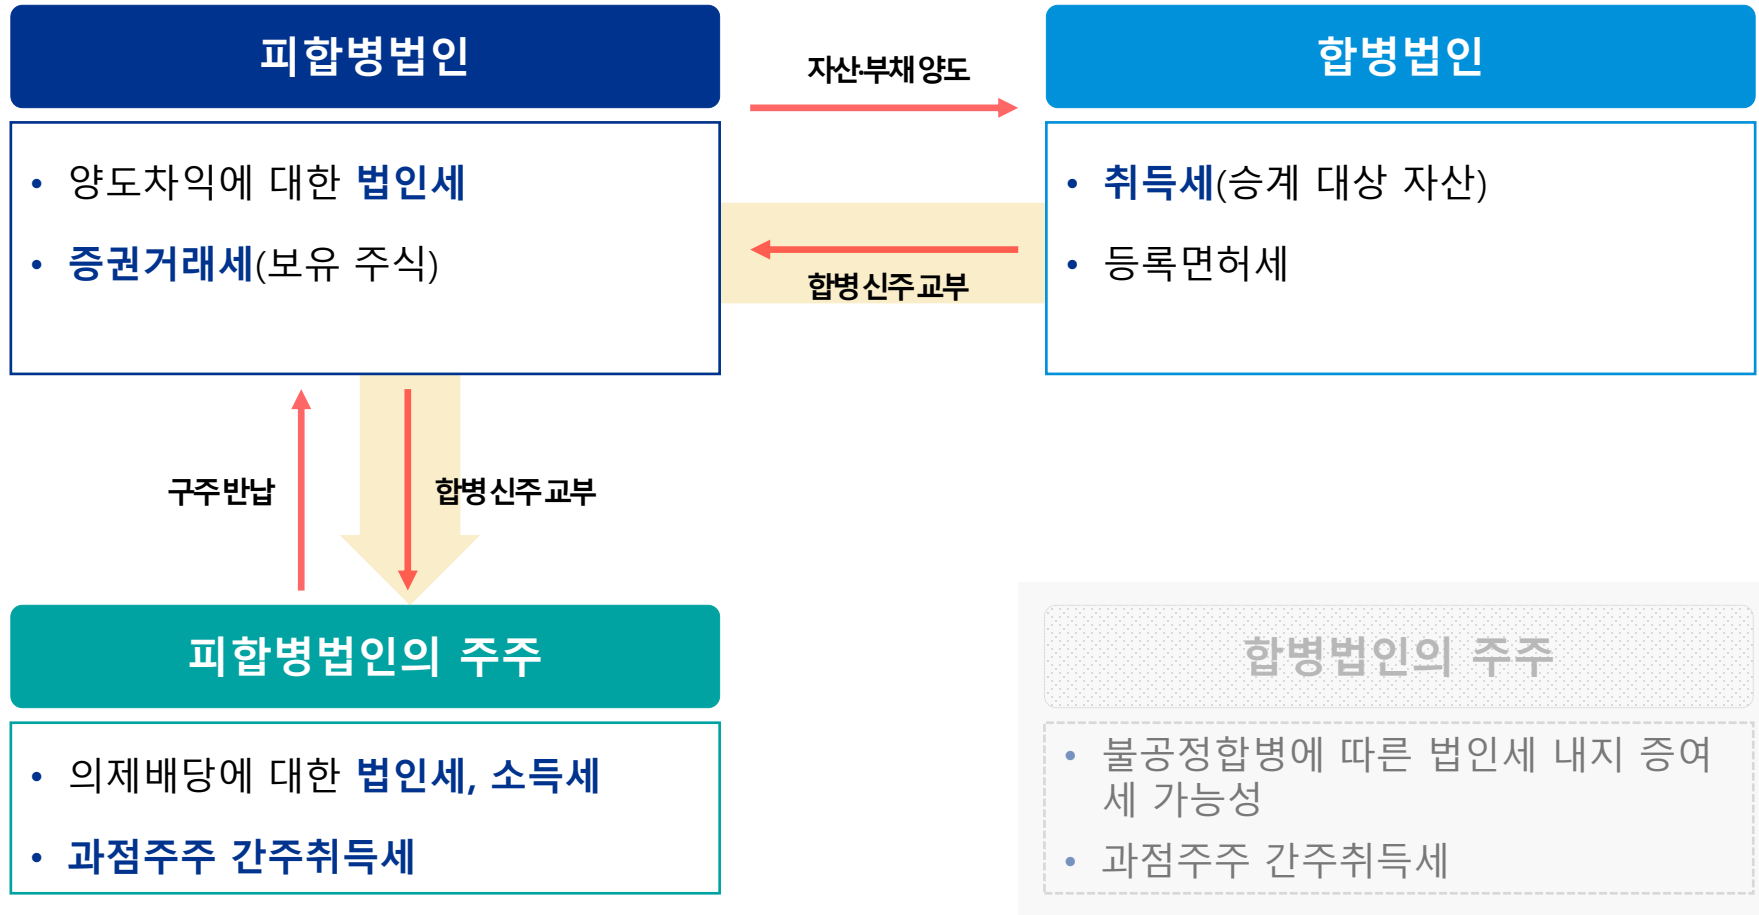 피합병법인
• 양도차익에 대한 법인세
• 증권거래세(보유 주식)
자산·부채 양도
합병 신주 교부
합병법인
• 취득세(승계 대상 자산)
• 등록면허세
구주 반납
합병 신주 교부
피합병법인의 주주
• 의제배당에 대한 법인세, 소득세
• 과점주주 간주취득세
합병법인의 주주
• 불공정합병에 따른 법인세 내지 증여
세 가능성
• 과점주주 간주취득세